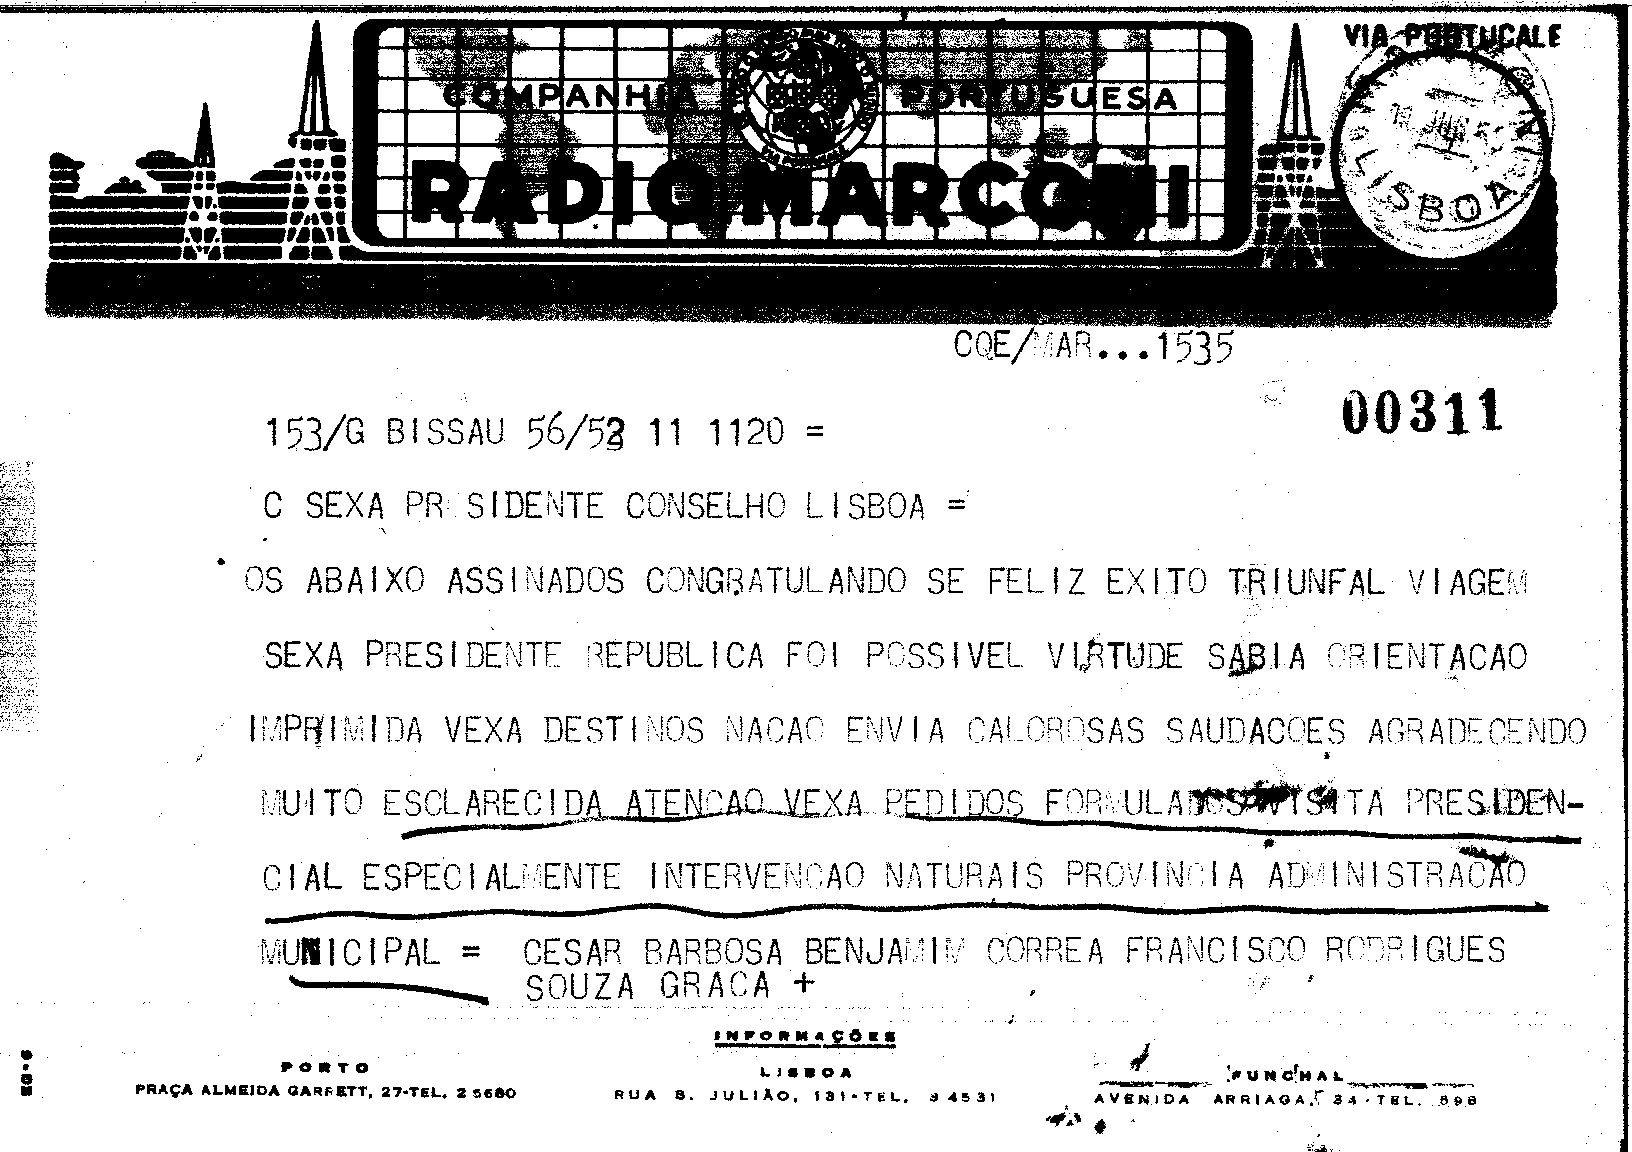 VIA PORTUCALE
COMPANHIA PORTUGUESA
RADIO MARCONI
LISBOA
CQE/MAR...1535
00311
153/G BISSAU 56/53 11 1120 =
C SEXA PR SIDENTE CONSELHO LISBOA =
OS ABAIXO ASSINADOS CONGRATULANDO SE FELIZ EXITO TRIUNFAL VIAGEM
SEXA PRESIDENTE REPUBLICA FOI POSSIVEL VIRTUDE SABIA ORIENTACAO
IMPRIMIDA VEXA DESTINOS NACAO ENVIA CALOROSAS SAUDACOES AGRADECENDO
MUITO ESCLARECIDA ATENCAO VEXA PEDIDOS FORMULADOS VISITA PRESIDEN-
CIAL ESPECIALMENTE INTERVENCAO NATURAIS PROVINCIA ADMINISTRACAO
MUNICIPAL = CESAR BARBOSA BENJAMIM CORREA FRANCISCO RODRIGUES
SOUZA GRACA +
INFORMAÇÕES
PORTO
PRAÇA ALMEIDA GARRETT, 27-TEL. 25680
LISBOA
RUA S. JULIÃO, 131-TEL.
FUNCHAL
AVENIDA ARRIAGA, 34-TEL.